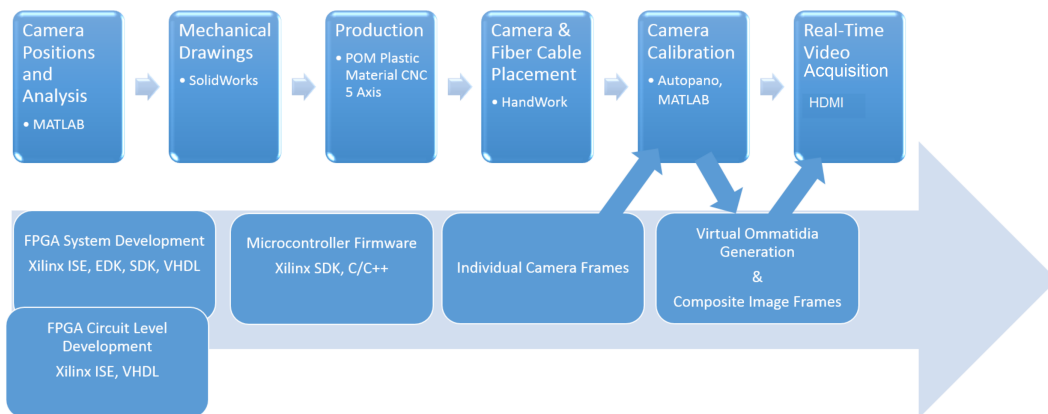 Camera
Positions
and
Analysis
• MATLAB
Mechanical
Drawings
• SolidWorks
Production
• POM Plastic
Material CNC
5 Axis
Camera &
Fiber Cable
Placement
• HandWork
Camera
Calibration
• Autopano,
MATLAB
Real-Time
Video
Acquisition
HDMI
FPGA System Development
Xilinx ISE, EDK, SDK, VHDL
FPGA Circuit Level
Development
Xilinx ISE, VHDL
Microcontroller Firmware
Xilinx SDK, C/C++
Individual Camera Frames
Virtual Ommatidia
Generation
&
Composite Image Frames